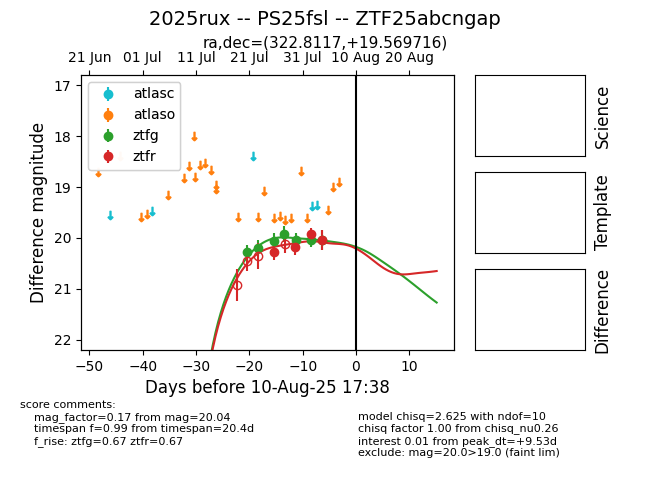 2025rux -- PS25fsl -- ZTF25abcngap
ra,dec=(322.8117,+19.569716)
21 Jun 01 Jul 11 Jul 21 Jul 31 Jul 10 Aug 20 Aug
17
18
19
20
21
22
Difference magnitude
atlasc
atlaso
ztfg
ztfr
−50 −40 −30 −20 −10 0 10
Days before 10-Aug-25 17:38
Science
Template
Difference
score comments:
mag_factor=0.17 from mag=20.04
timespan f=0.99 from timespan=20.4d
f_rise: ztfg=0.67 ztfr=0.67
model chisq=2.625 with ndof=10
chisq factor 1.00 from chisq_nu0.26
interest 0.01 from peak_dt=+9.53d
exclude: mag=20.0>19.0 (faint lim)